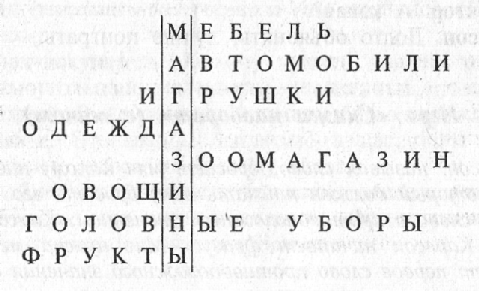 МЕБЕЛЬ
АВТОМОБИЛИ
ИГРУШКИ
ОДЕЖДА
ЗООМАГАЗИН
ОВОЩИ
ГОЛОВНЫЕ УБОРЫ
ФРУКТЫ